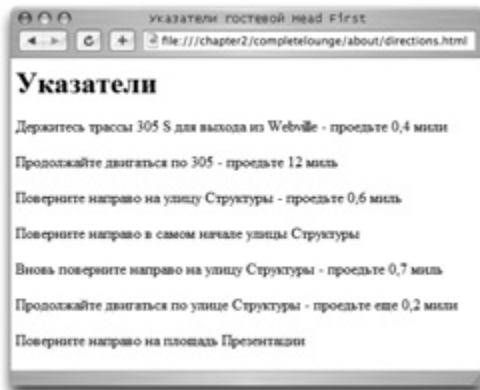 Указатели гостевой Head First
file:///chapter2/completelounge/about/directions.html
Указатели
Держитесь трассы 305 S для выхода из Webville - проедьте 0,4 мили
Продолжайте двигаться по 305 - проедьте 12 миль
Поверните направо на улицу Структуры - проедьте 0,6 миль
Поверните направо в самом начале улицы Структуры
Вновь поверните направо на улицу Структуры - проедьте 0,7 миль
Продолжайте двигаться по улице Структуры - проедьте еще 0,2 мили
Поверните направо на площадь Презентации